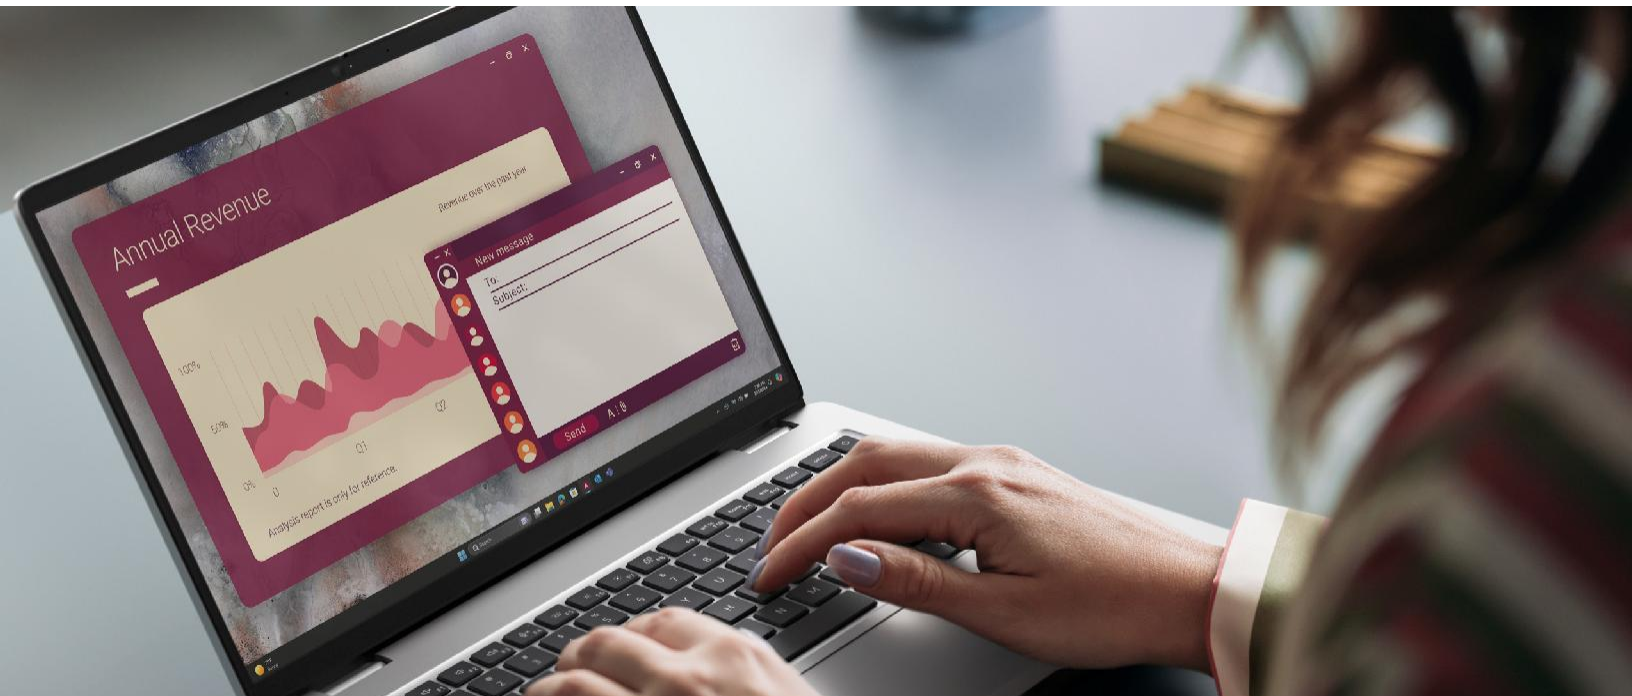 Annual Revenue
Revenue over the past year
100%
50%
0%
0
Q1
Q2
Analysis report is only for reference.
New message
To:
Subject:
Send
A
Search
U
H
N
M
Y